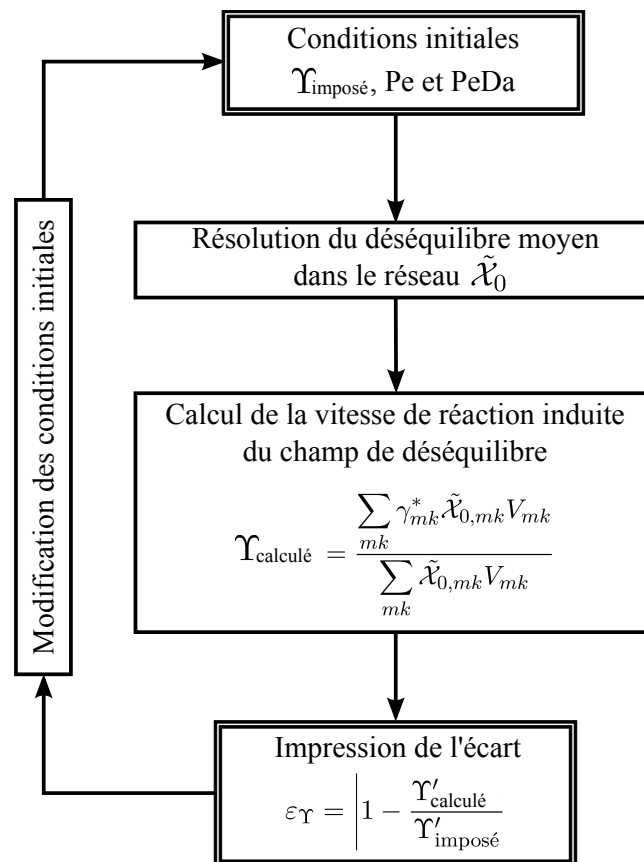 Conditions initiales
ϒimposé, Pe et PeDa
Résolution du déséquilibre moyen
dans le réseau 𝒳̃₀
Calcul de la vitesse de réaction induite
du champ de déséquilibre
ϒcalculé = ∑mk γ*mk 𝒳̃0,mk Vmk / ∑mk 𝒳̃0,mk Vmk
Impression de l'écart
εϒ = |1 − ϒ′calculé / ϒ′imposé
Modification des conditions initiales